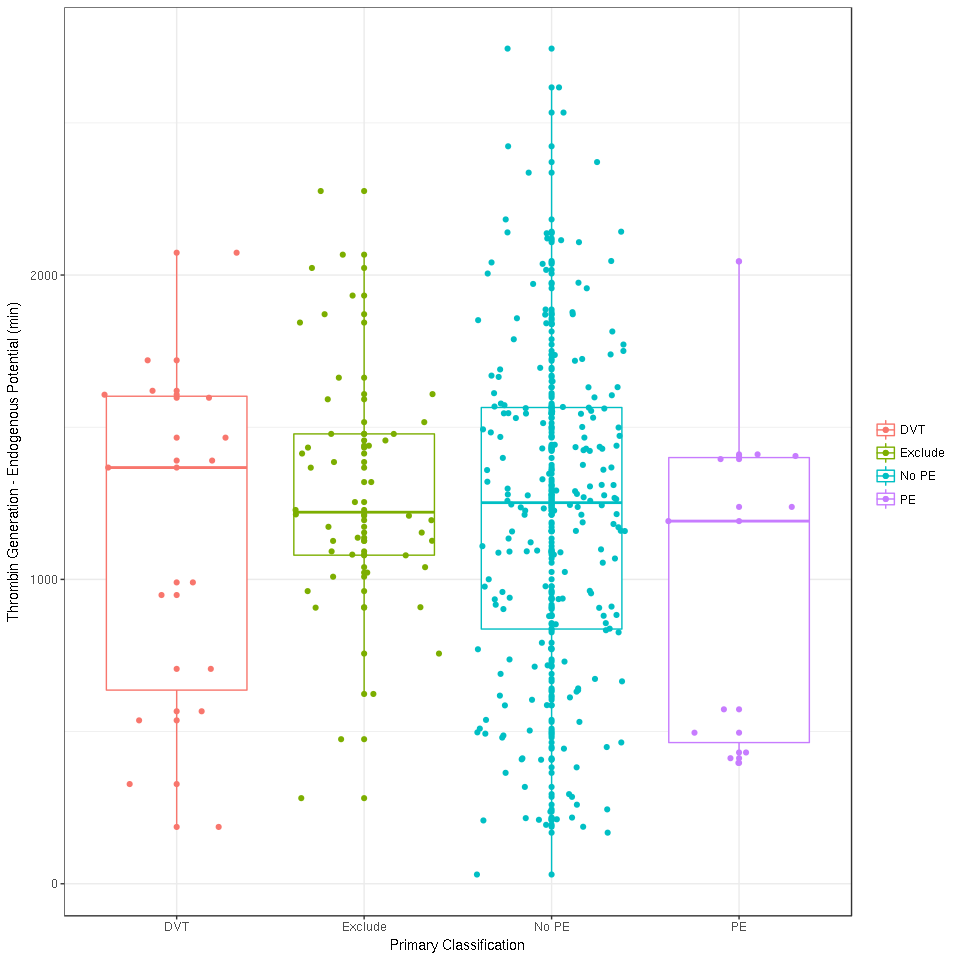 Thrombin Generation - Endogenous Potential (min)
2000
1000
0
DVT
Exclude
No PE
PE
Primary Classification
DVT
Exclude
No PE
PE